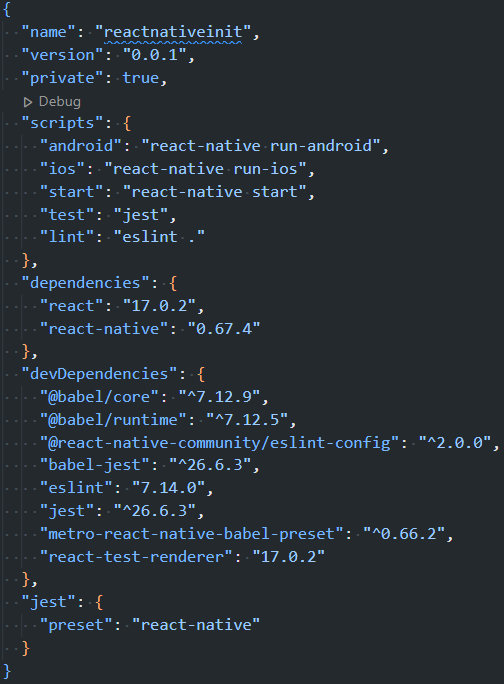 {
"name": "reactnativeinit",
"version": "0.0.1",
"private": true,
Debug
"scripts": {
"android": "react-native run-android",
"ios": "react-native run-ios",
"start": "react-native start",
"test": "jest",
"lint": "eslint ."
},
"dependencies": {
"react": "17.0.2",
"react-native": "0.67.4"
},
"devDependencies": {
"@babel/core": "^7.12.9",
"@babel/runtime": "^7.12.5",
"@react-native-community/eslint-config": "^2.0.0",
"babel-jest": "^26.6.3",
"eslint": "7.14.0",
"jest": "^26.6.3",
"metro-react-native-babel-preset": "^0.66.2",
"react-test-renderer": "17.0.2"
},
"jest": {
"preset": "react-native"
}
}